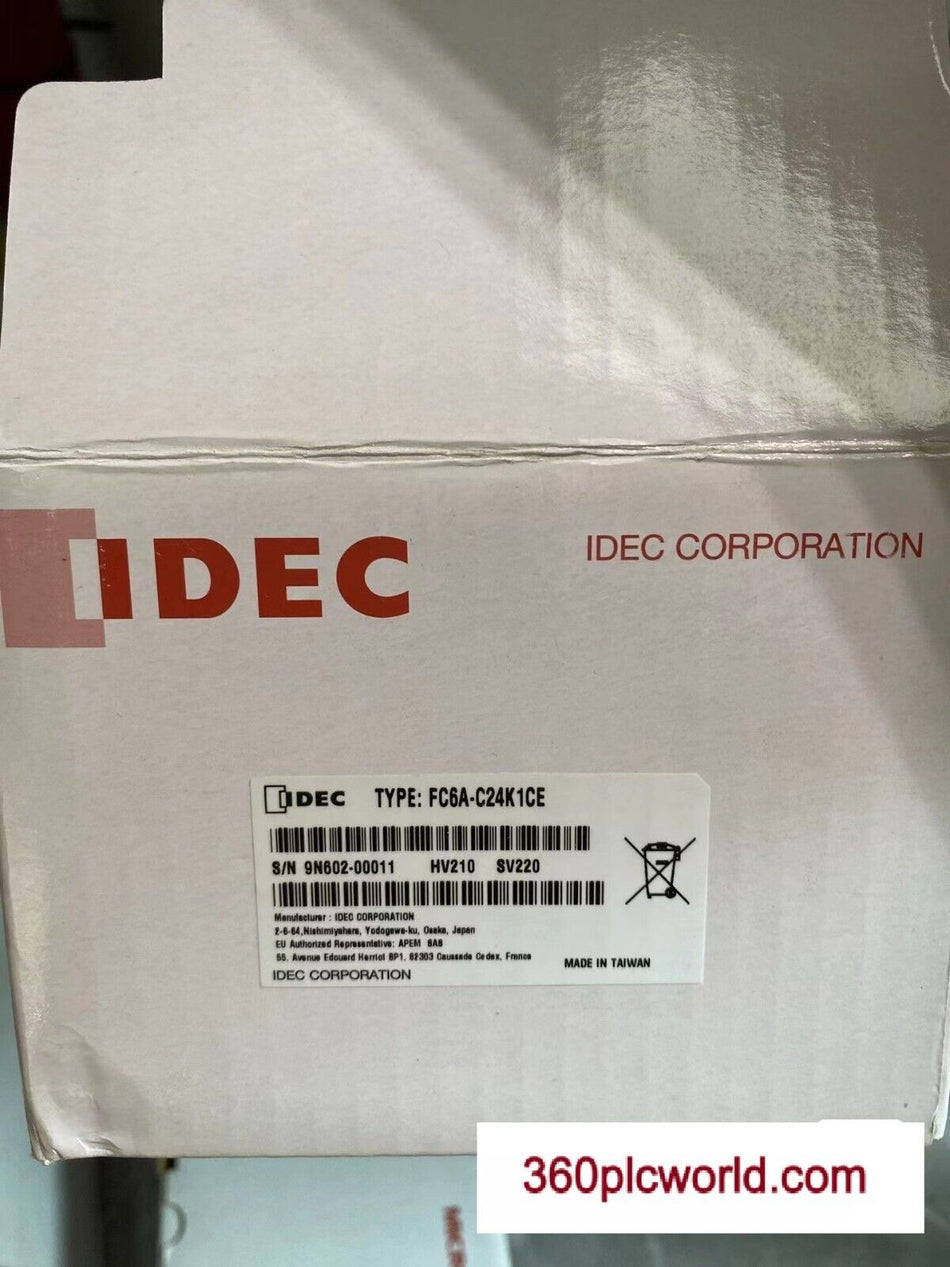 IDEC
IDEC CORPORATION
IDEC TYPE: FC6A-C24K1CE
S/N 9N602-00011 HV210 SV220
Manufacturer : IDEC CORPORATION
2-6-64,Nishimiyahara, Yodogawa-ku, Osaka, Japan
EU Authorized Representative: APEM SAS
55, Avenue Edouard Herriot BP1, 82303 Caussade Cedex, France
IDEC CORPORATION
MADE IN TAIWAN
360plcworld.com